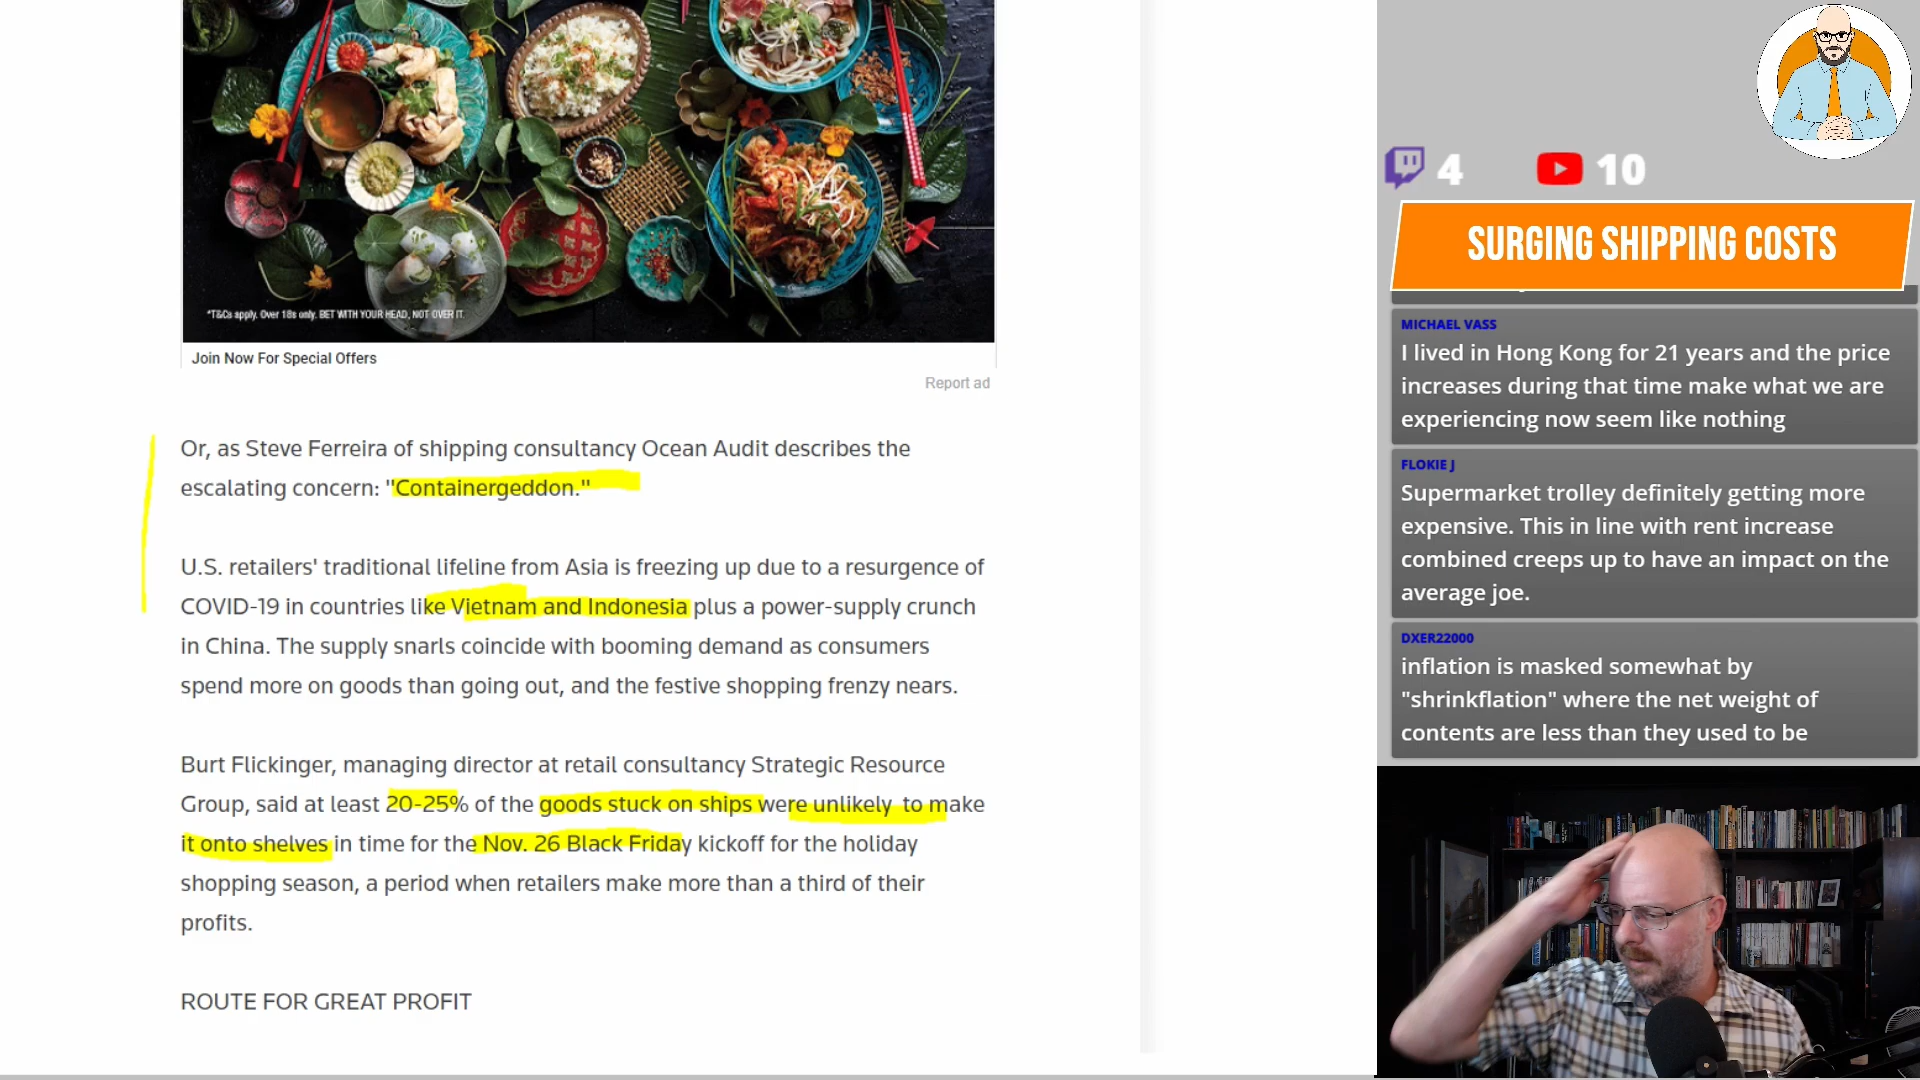 *T&Cs apply. Over 18s only. BET WITH YOUR HEAD, NOT OVER IT.
Join Now For Special Offers
Report ad
Or, as Steve Ferreira of shipping consultancy Ocean Audit describes the
escalating concern: "Containergeddon."
U.S. retailers' traditional lifeline from Asia is freezing up due to a resurgence of
COVID-19 in countries like Vietnam and Indonesia plus a power-supply crunch
in China. The supply snarls coincide with booming demand as consumers
spend more on goods than going out, and the festive shopping frenzy nears.
Burt Flickinger, managing director at retail consultancy Strategic Resource
Group, said at least 20-25% of the goods stuck on ships were unlikely to make
it onto shelves in time for the Nov. 26 Black Friday kickoff for the holiday
shopping season, a period when retailers make more than a third of their
profits.
ROUTE FOR GREAT PROFIT
4
10
SURGING SHIPPING COSTS
MICHAEL VASS
I lived in Hong Kong for 21 years and the price
increases during that time make what we are
experiencing now seem like nothing
FLOKIE J
Supermarket trolley definitely getting more
expensive. This in line with rent increase
combined creeps up to have an impact on the
average joe.
DXER22000
inflation is masked somewhat by
"shrinkflation" where the net weight of
contents are less than they used to be